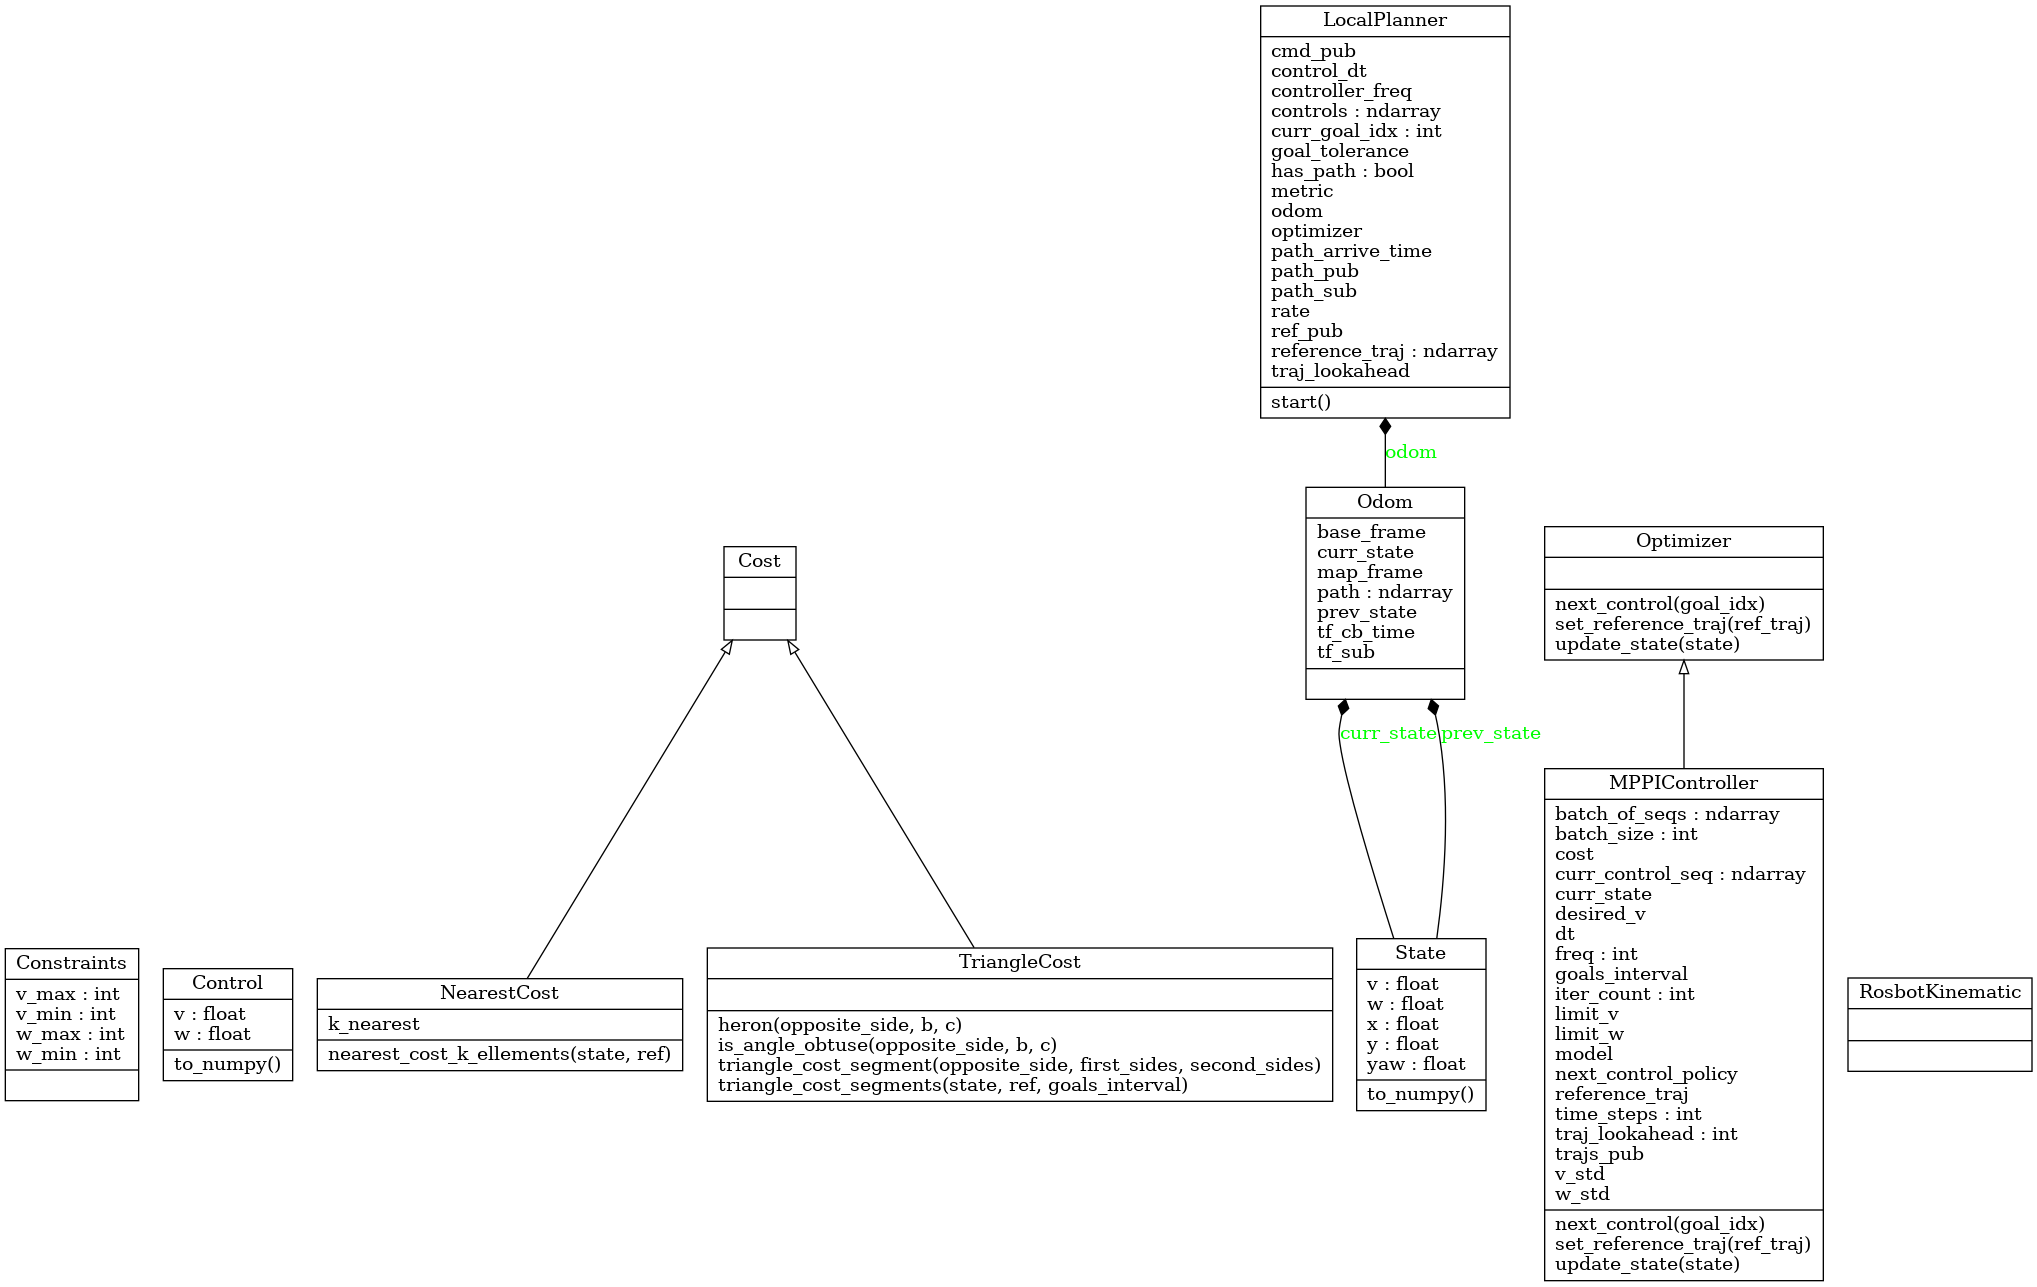 LocalPlanner
cmd_pub
control_dt
controller_freq
controls : ndarray
curr_goal_idx : int
goal_tolerance
has_path : bool
metric
odom
optimizer
path_arrive_time
path_pub
path_sub
rate
ref_pub
reference_traj : ndarray
traj_lookahead
start()
odom
Odom
base_frame
curr_state
map_frame
path : ndarray
prev_state
tf_cb_time
tf_sub
Optimizer
next_control(goal_idx)
set_reference_traj(ref_traj)
update_state(state)
Cost
curr_state
prev_state
Constraints
v_max : int
v_min : int
w_max : int
w_min : int
Control
v : float
w : float
to_numpy()
NearestCost
k_nearest
nearest_cost_k_ellements(state, ref)
TriangleCost
heron(opposite_side, b, c)
is_angle_obtuse(opposite_side, b, c)
triangle_cost_segment(opposite_side, first_sides, second_sides)
triangle_cost_segments(state, ref, goals_interval)
State
v : float
w : float
x : float
y : float
yaw : float
to_numpy()
MPPIController
batch_of_seqs : ndarray
batch_size : int
cost
curr_control_seq : ndarray
curr_state
desired_v
dt
freq : int
goals_interval
iter_count : int
limit_v
limit_w
model
next_control_policy
reference_traj
time_steps : int
traj_lookahead : int
trajs_pub
v_std
w_std
next_control(goal_idx)
set_reference_traj(ref_traj)
update_state(state)
RosbotKinematic